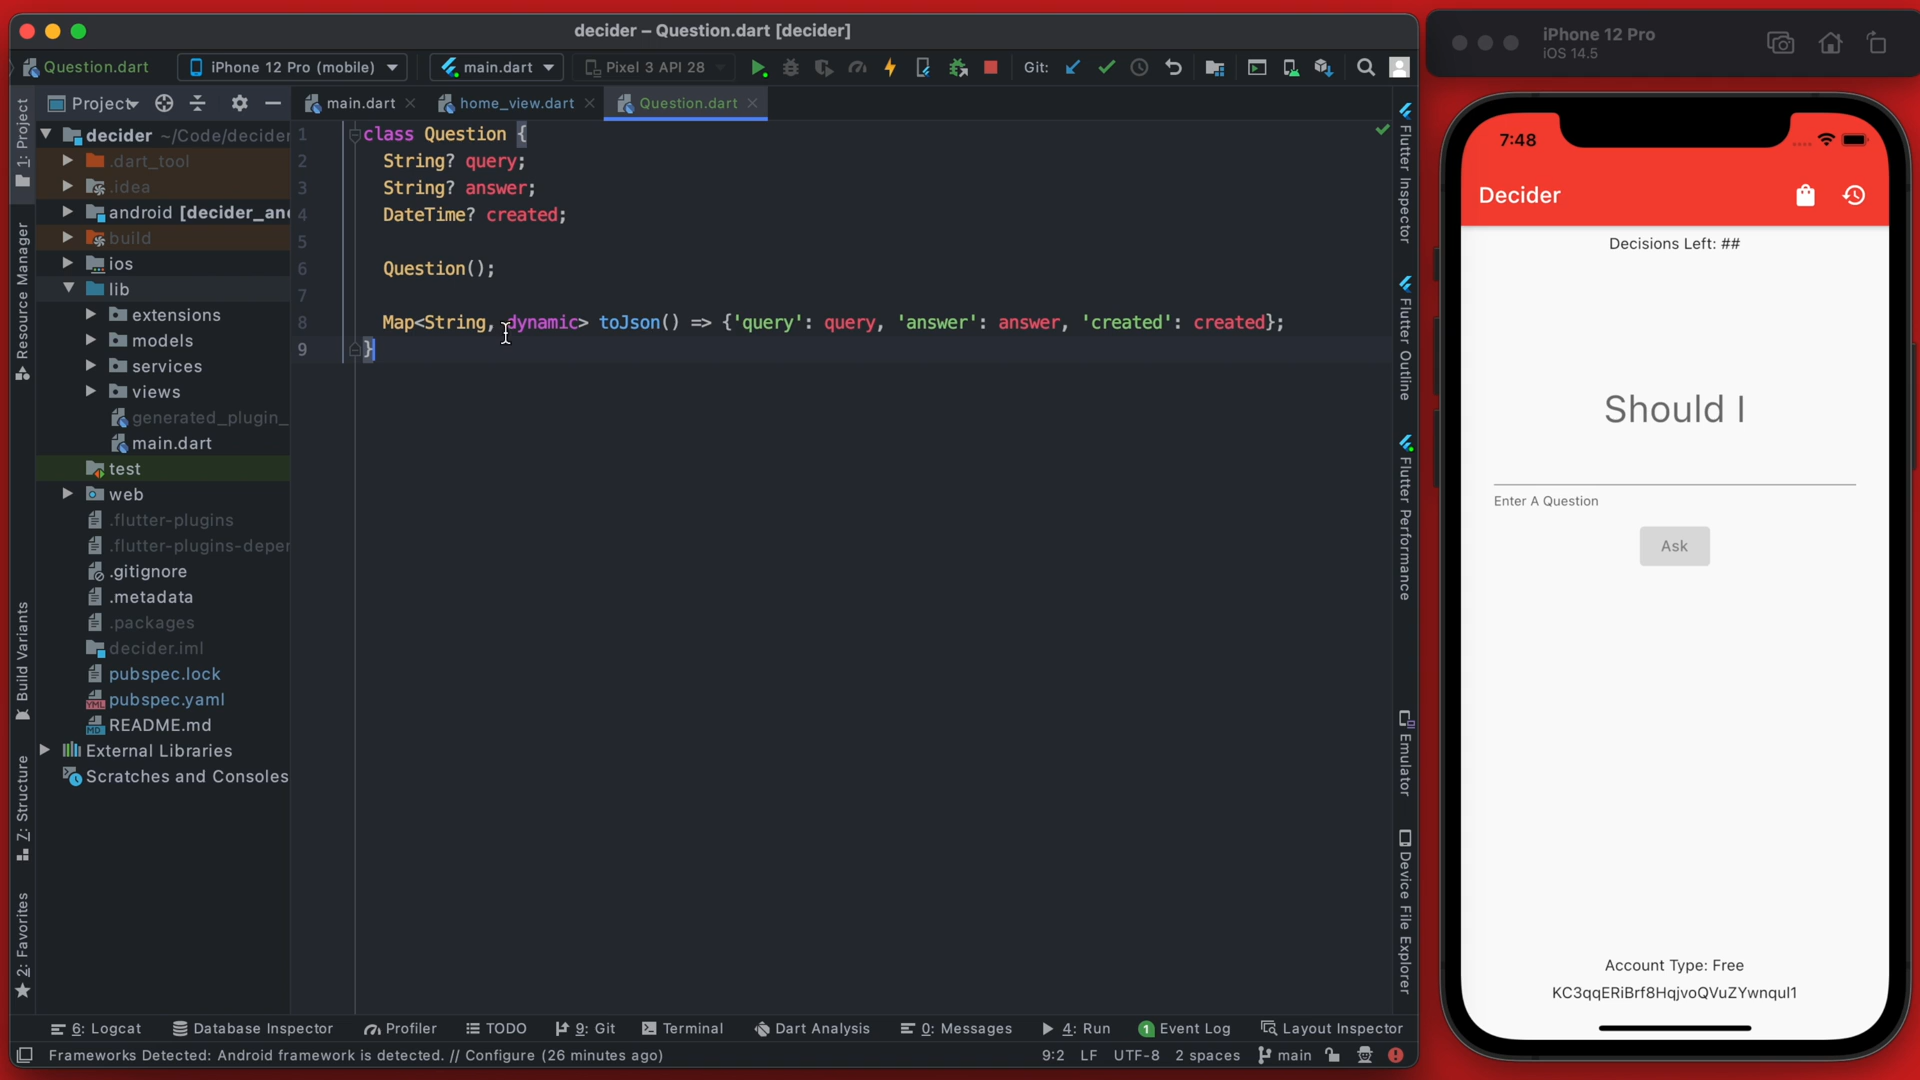 decider – Question.dart [decider]
Question.dart
iPhone 12 Pro (mobile)
main.dart
Pixel 3 API 28
Git:
Project
main.dart
home_view.dart
Question.dart
1: Project
Resource Manager
Build Variants
7: Structure
2: Favorites
decider ~/Code/decider
.dart_tool
.idea
android [decider_an
build
ios
lib
extensions
models
services
views
generated_plugin_
main.dart
test
web
.flutter-plugins
.flutter-plugins-deper
.gitignore
.metadata
.packages
decider.iml
pubspec.lock
pubspec.yaml
README.md
External Libraries
Scratches and Consoles
1 class Question {
2 String? query;
3 String? answer;
4 DateTime? created;
5
6 Question();
7
8 Map<String, dynamic> toJson() => {'query': query, 'answer': answer, 'created': created};
9 }
Flutter Inspector
Flutter Outline
Flutter Performance
Emulator
Device File Explorer
6: Logcat
Database Inspector
Profiler
TODO
9: Git
Terminal
Dart Analysis
0: Messages
4: Run
1 Event Log
Layout Inspector
Frameworks Detected: Android framework is detected. // Configure (26 minutes ago)
9:2 LF UTF-8 2 spaces main
iPhone 12 Pro
iOS 14.5
7:48
Decider
Decisions Left: ##
Should I
Enter A Question
Ask
Account Type: Free
KC3qqERiBrf8HqjvoQVuZYwnqul1